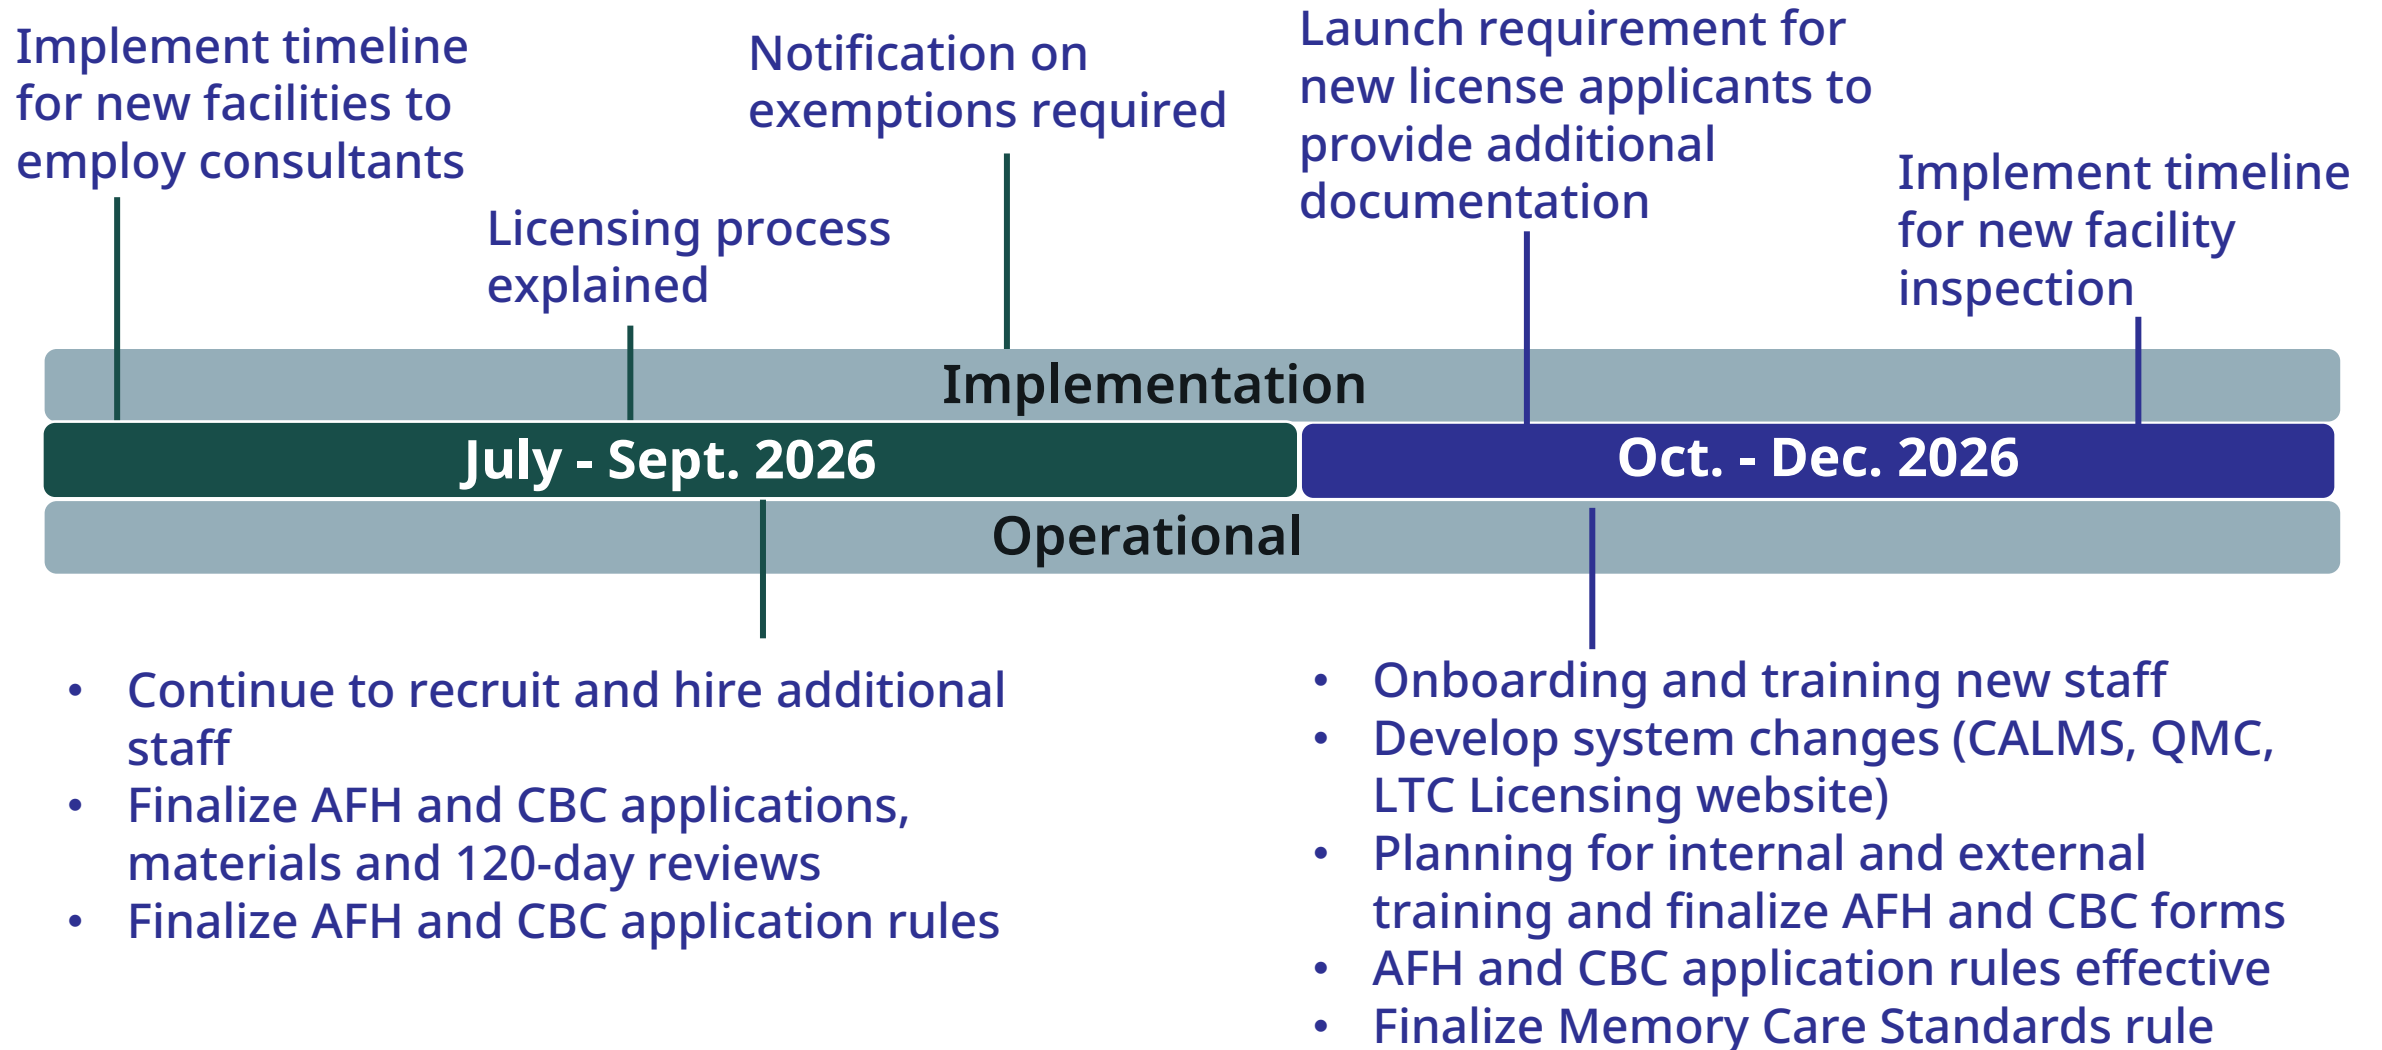 Implement timeline
for new facilities to
employ consultants
Licensing process
explained
Notification on
exemptions required
Launch requirement for
new license applicants to
provide additional
documentation
Implement timeline
for new facility
inspection
Implementation
July - Sept. 2026
Oct. - Dec. 2026
Operational
• Continue to recruit and hire additional
staff
• Finalize AFH and CBC applications,
materials and 120-day reviews
• Finalize AFH and CBC application rules
• Onboarding and training new staff
• Develop system changes (CALMS, QMC,
LTC Licensing website)
• Planning for internal and external
training and finalize AFH and CBC forms
• AFH and CBC application rules effective
• Finalize Memory Care Standards rule